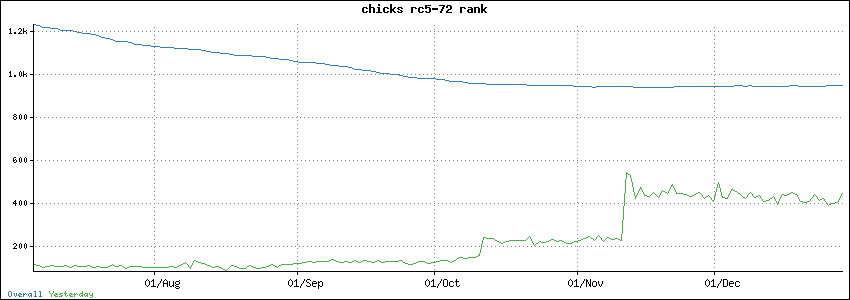 chicks rc5-72 rank
1.2k
1.0k
800
600
400
200
01/Aug 01/Sep 01/Oct 01/Nov 01/Dec
Overall Yesterday